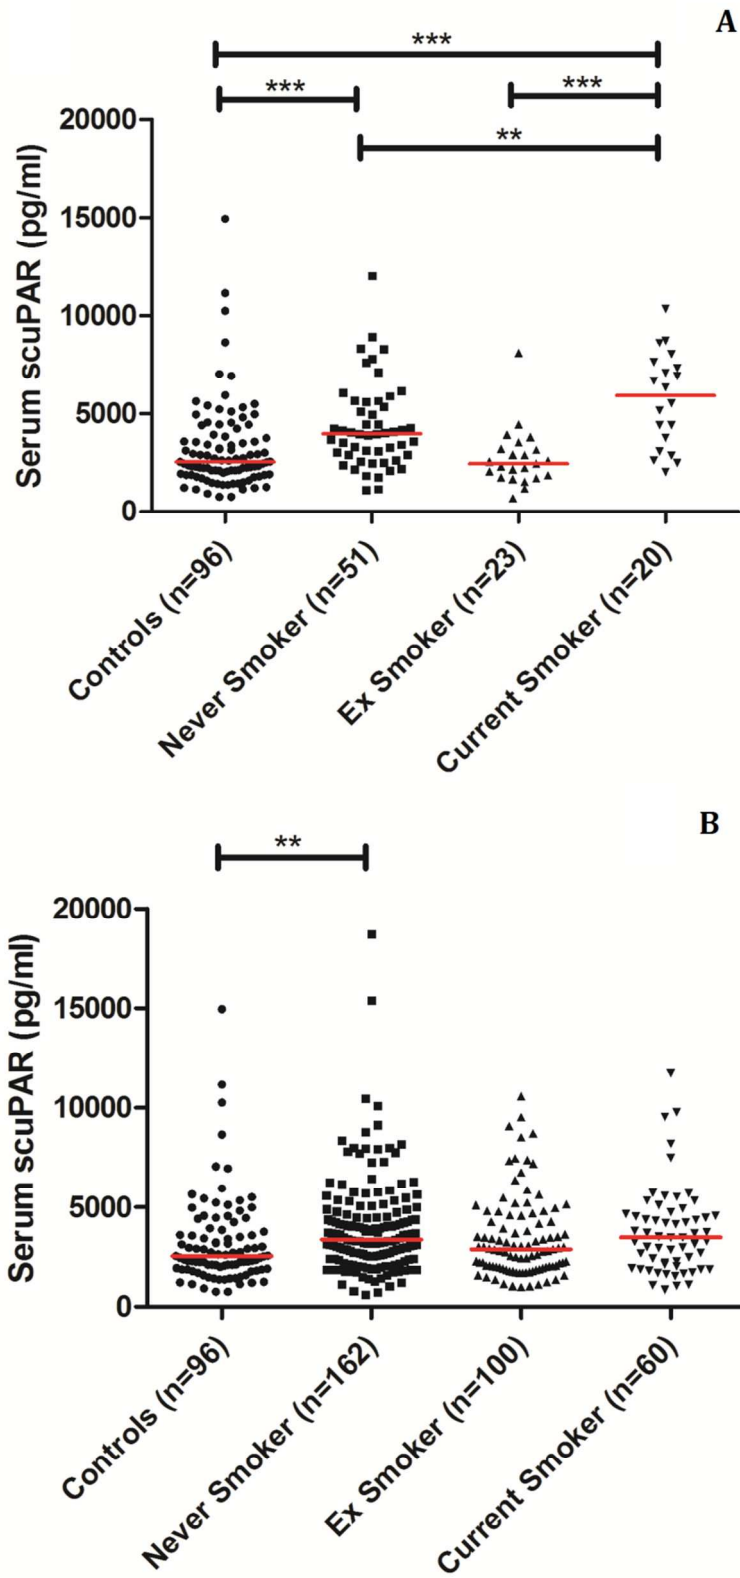 A
***
***
***
**
Serum scuPAR (pg/ml)
20000
15000
10000
5000
0
Controls (n=96)
Never Smoker (n=51)
Ex Smoker (n=23)
Current Smoker (n=20)
B
**
Serum scuPAR (pg/ml)
20000
15000
10000
5000
0
Controls (n=96)
Never Smoker (n=162)
Ex Smoker (n=100)
Current Smoker (n=60)